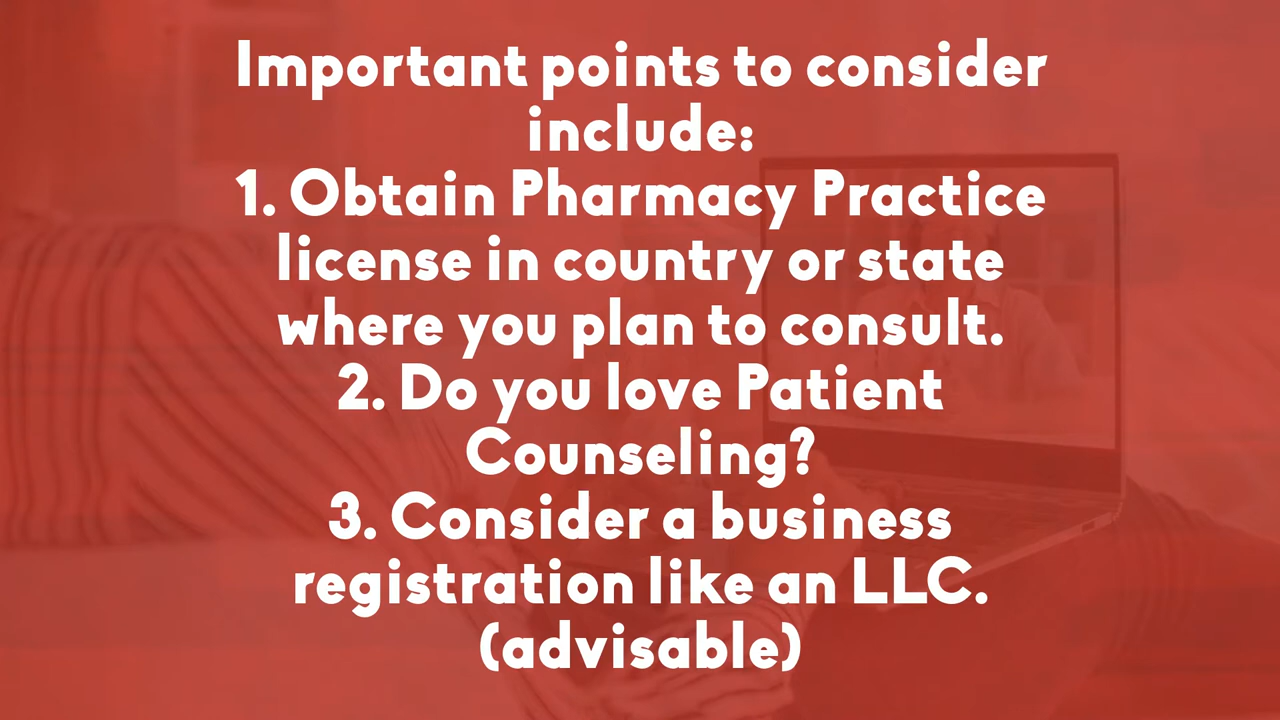 Important points to consider
include:
1. Obtain Pharmacy Practice
license in country or state
where you plan to consult.
2. Do you love Patient
Counseling?
3. Consider a business
registration like an LLC.
(advisable)